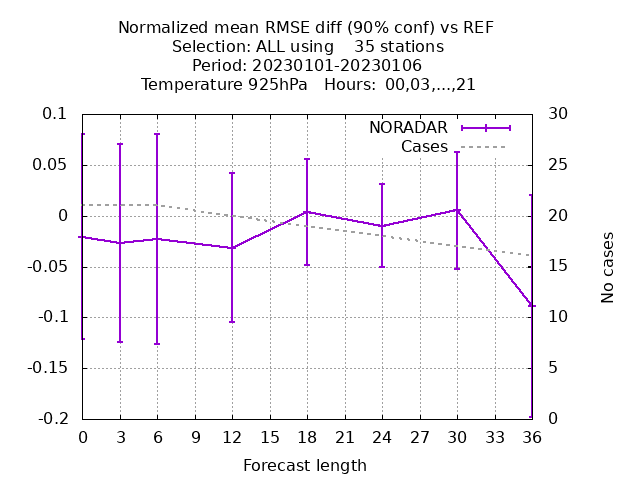 Normalized mean RMSE diff (90% conf) vs REF
Selection: ALL using    35 stations
Period: 20230101-20230106
Temperature 925hPa   Hours: 00,03,...,21
0.1
0.05
0
-0.05
-0.1
-0.15
-0.2
NORADAR
Cases
30
25
20
15
10
5
0
No cases
0 3 6 9 12 15 18 21 24 27 30 33 36
Forecast length